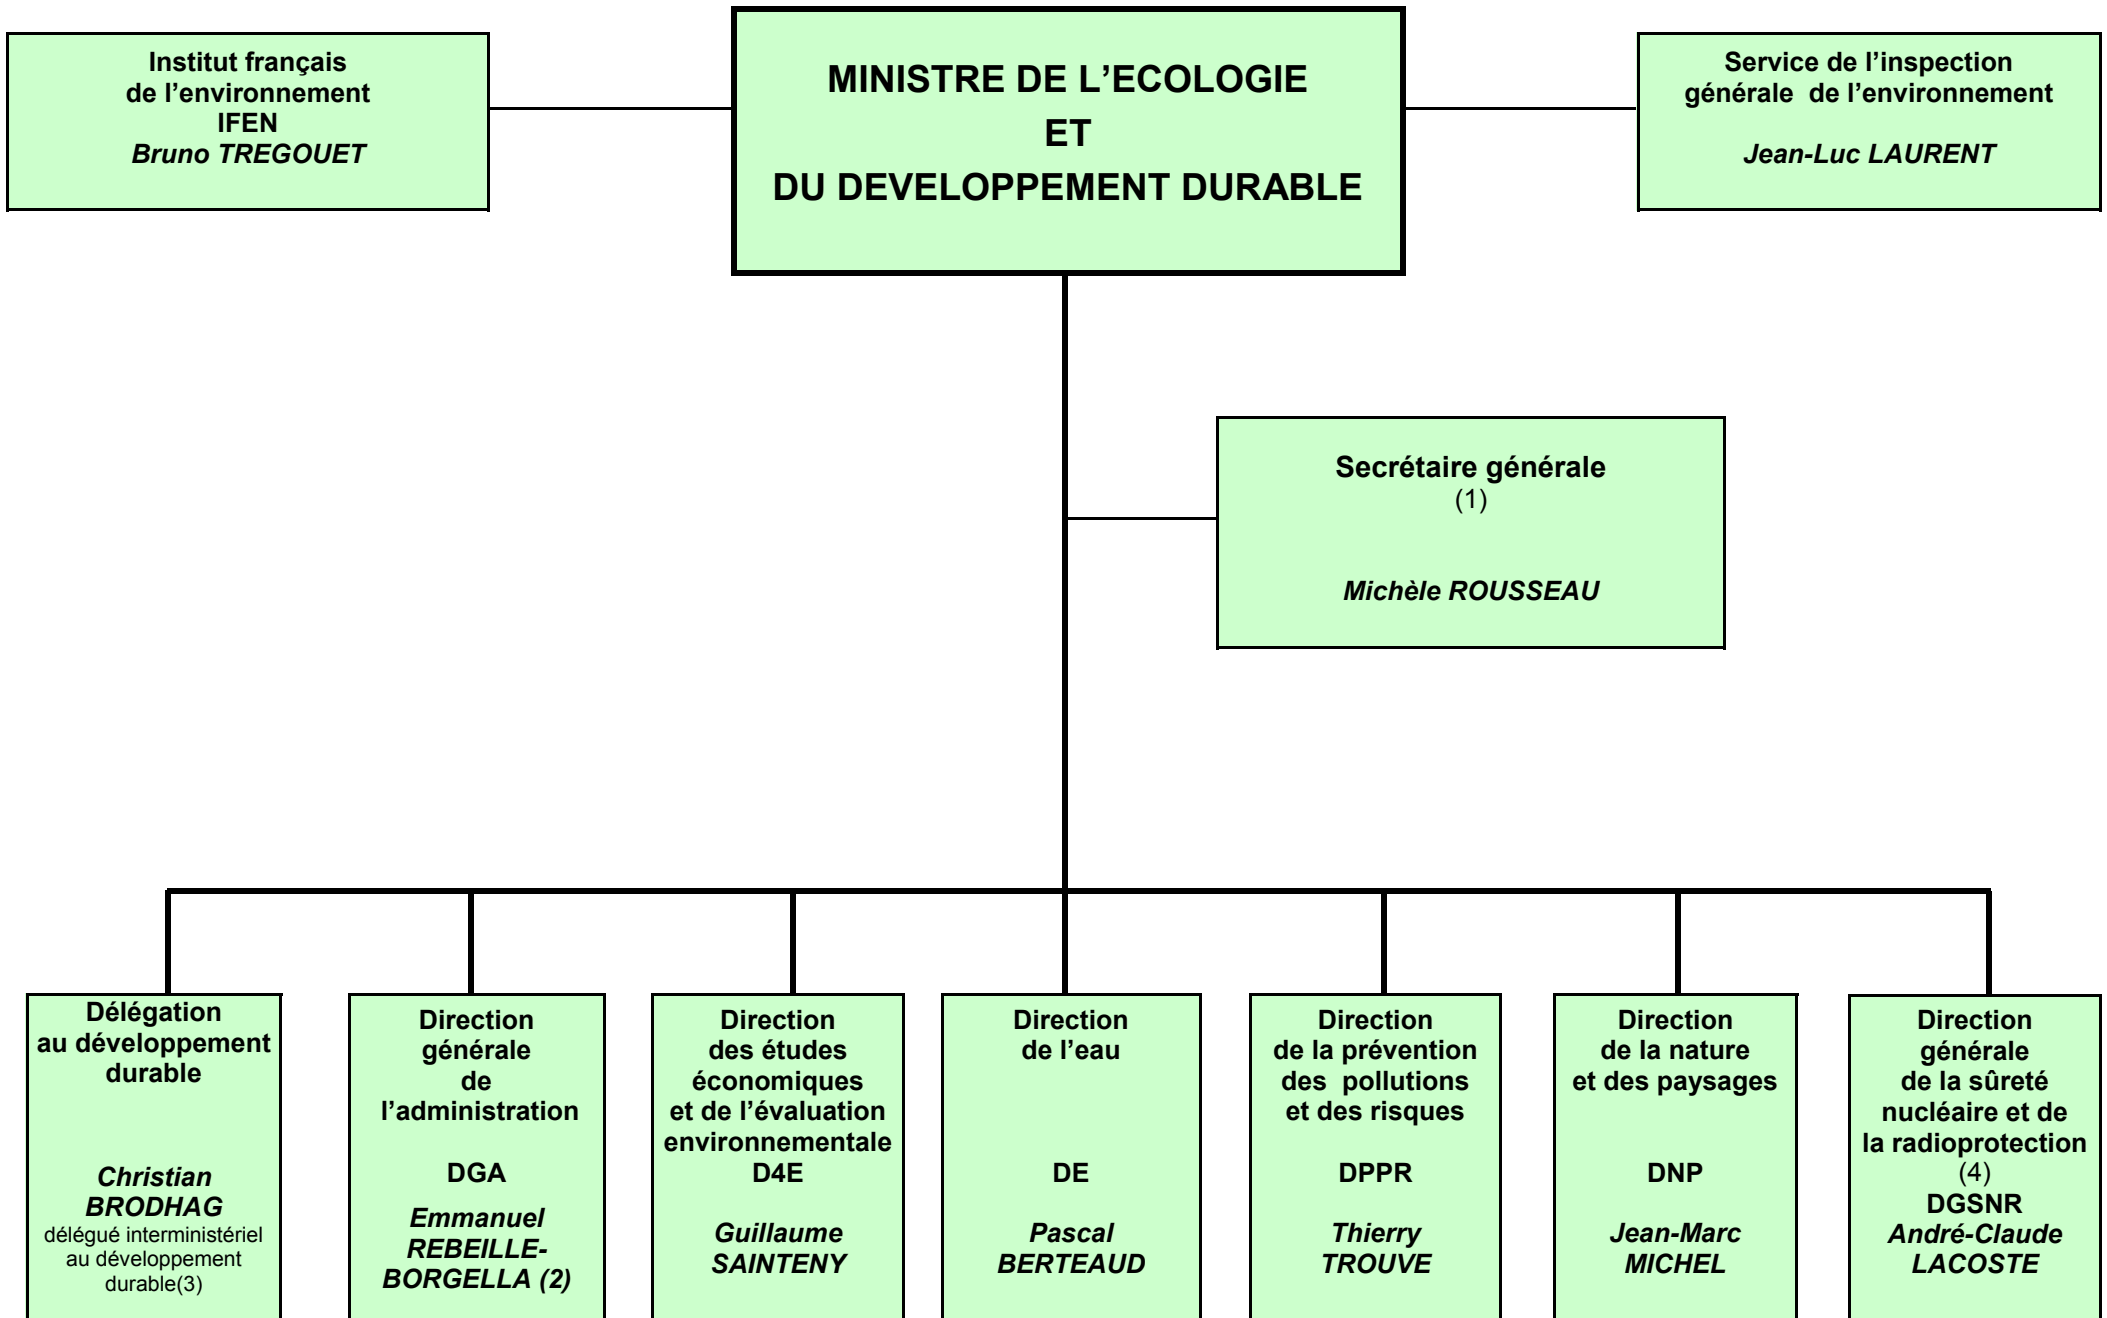 Institut français
de l’environnement
IFEN
Bruno TREGOUET
MINISTRE DE L’ECOLOGIE
ET
DU DEVELOPPEMENT DURABLE
Service de l’inspection
générale de l’environnement
Jean-Luc LAURENT
Secrétaire générale
(1)
Michèle ROUSSEAU
Délégation
au développement
durable
Christian
BRODHAG
délégué interministériel
au développement
durable(3)
Direction
générale
de
l’administration
DGA
Emmanuel
REBEILLE-
BORGELLA (2)
Direction
des études
économiques
et de l’évaluation
environnementale
D4E
Guillaume
SAINTENY
Direction
de l’eau
DE
Pascal
BERTEAUD
Direction
de la prévention
des pollutions
et des risques
DPPR
Thierry
TROUVE
Direction
de la nature
et des paysages
DNP
Jean-Marc
MICHEL
Direction
générale
de la sûreté
nucléaire et de
la radioprotection
(4)
DGSNR
André-Claude
LACOSTE